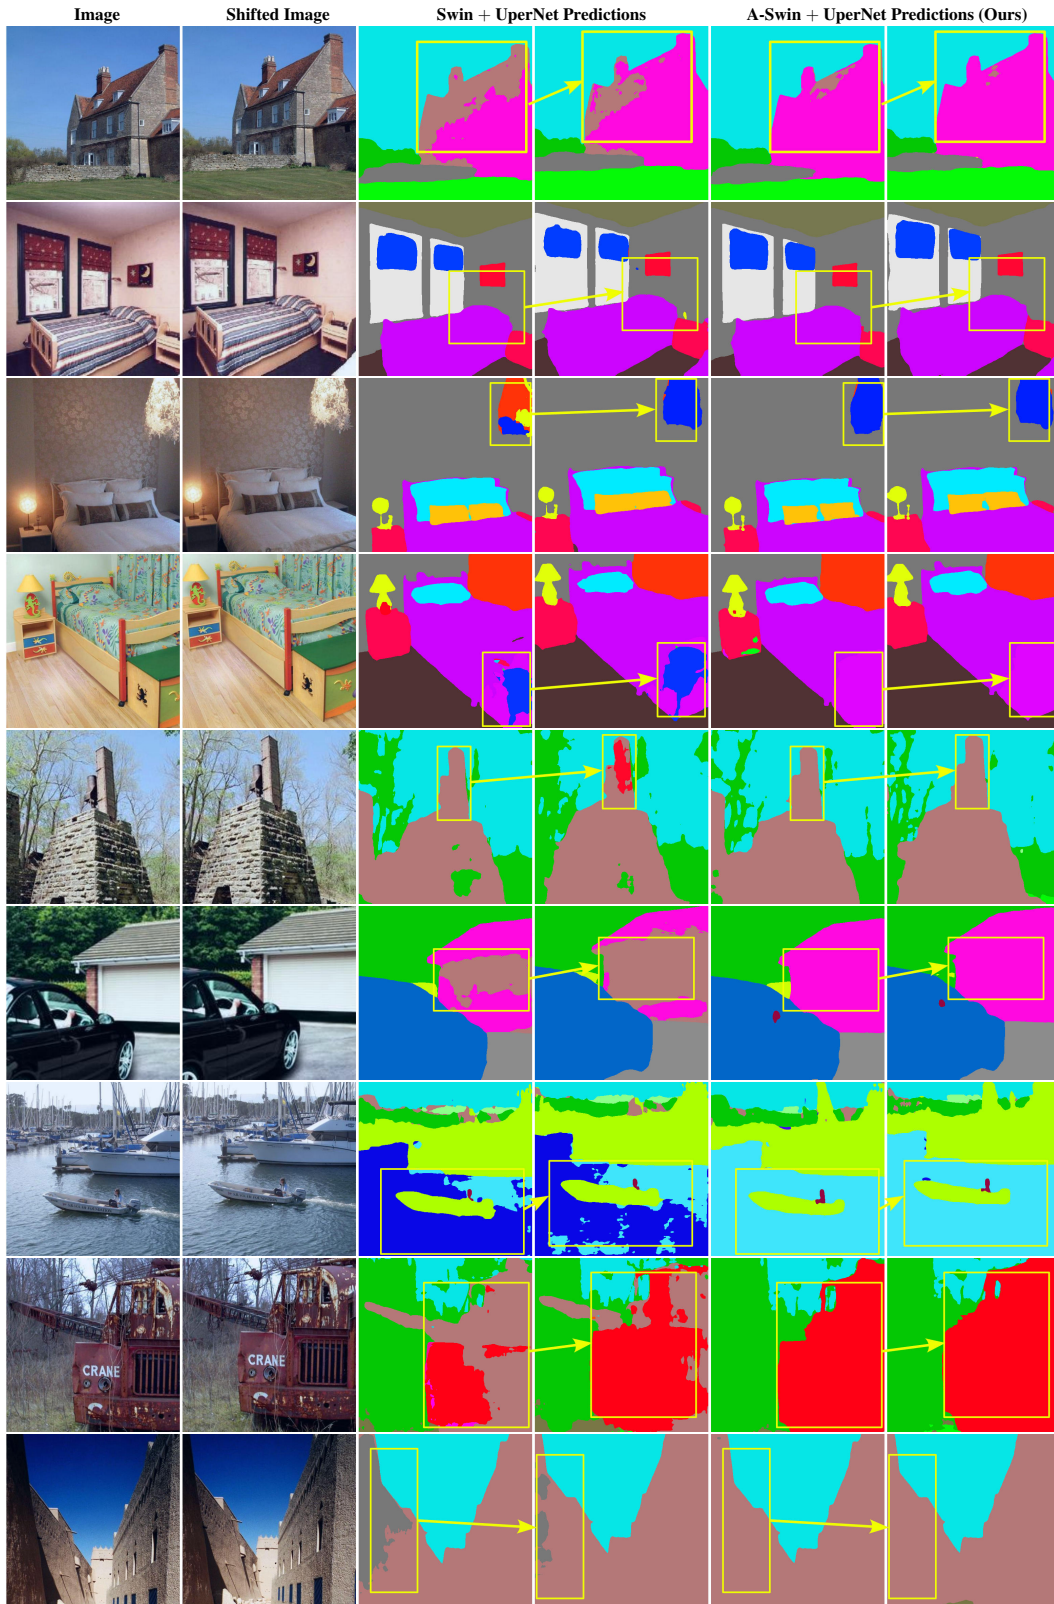 Image
Shifted Image
Swin + UperNet Predictions
A-Swin + UperNet Predictions (Ours)
CRANE
CRANE